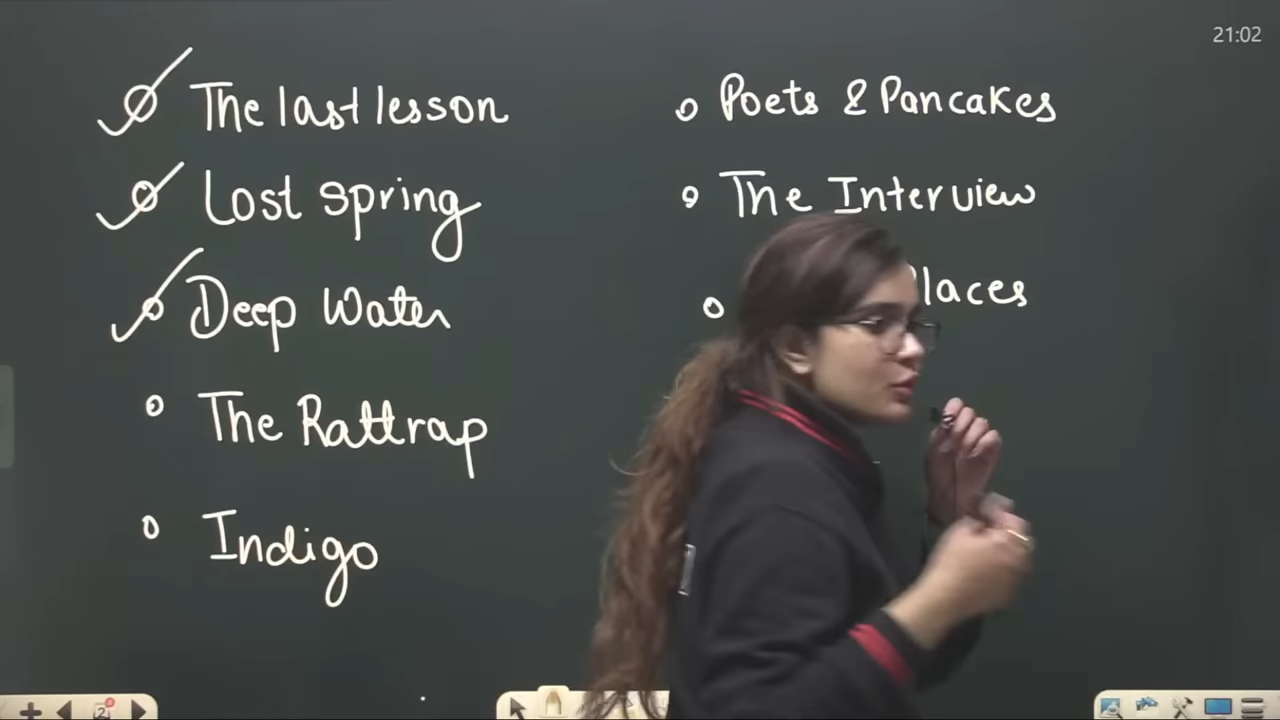 21:02
The last lesson
Lost spring
Deep Water
The Rattrap
Indigo
Poets & Pancakes
The Interview
laces